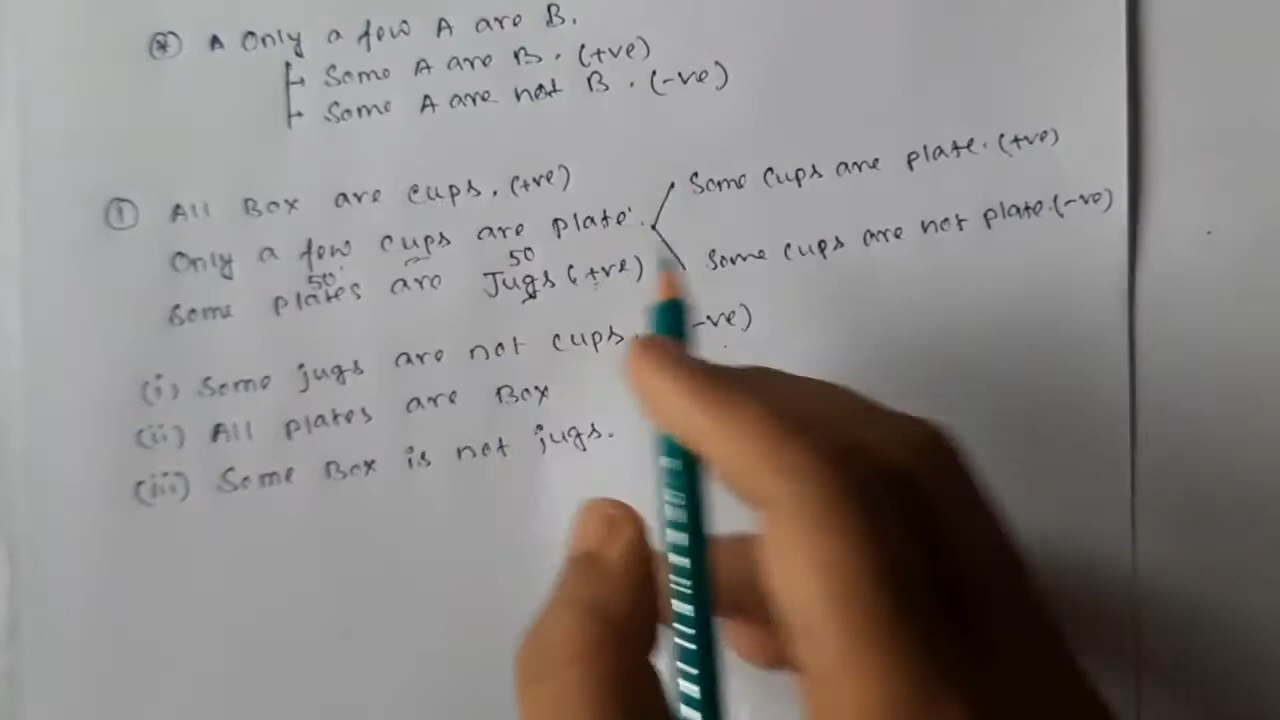 (*) A Only a few A are B.
Some A are B. (+ve)
Some A are not B. (-ve)
(1) All Box are cups. (+ve)
Only a few cups are plate.
Some cups are plate. (+ve)
Some cups are not plate. (-ve)
50 50
Some plates are Jugs (+ve)
(i) Some jugs are not cups. -ve)
(ii) All plates are Box
(iii) Some Box is not jugs.